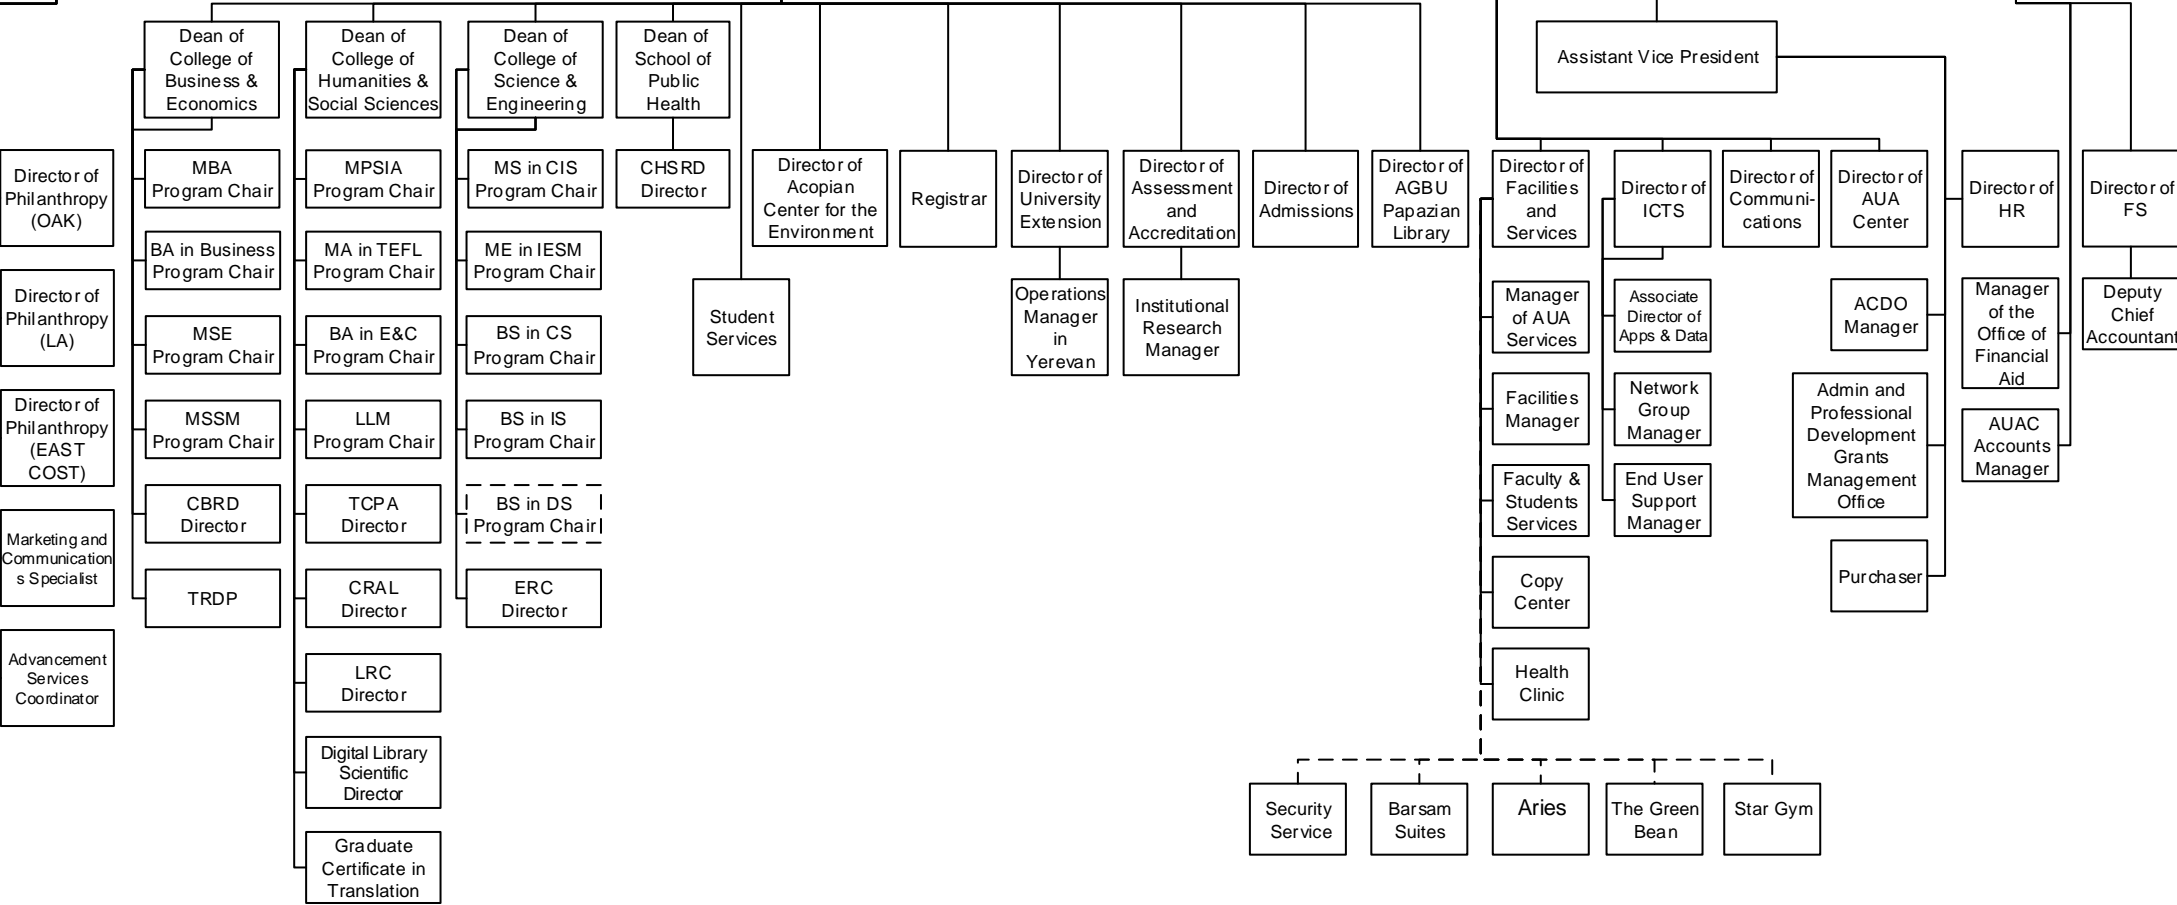 Dean of
College of
Business &
Economics
Dean of
College of
Humanities &
Social Sciences
Dean of
College of
Science &
Engineering
Dean of
School of
Public
Health
Assistant Vice President
Director of
Philanthropy
(OAK)
Director of
Philanthropy
(LA)
Director of
Philanthropy
(EAST
COST)
Marketing and
Communication
s Specialist
Advancement
Services
Coordinator
MBA
Program Chair
BA in Business
Program Chair
MSE
Program Chair
MSSM
Program Chair
CBRD
Director
TRDP
MPSIA
Program Chair
MA in TEFL
Program Chair
BA in E&C
Program Chair
LLM
Program Chair
TCPA
Director
CRAL
Director
LRC
Director
Digital Library
Scientific
Director
Graduate
Certificate in
Translation
MS in CIS
Program Chair
ME in IESM
Program Chair
BS in CS
Program Chair
BS in IS
Program Chair
BS in DS
Program Chair
ERC
Director
CHSRD
Director
Student
Services
Director of
Acopian
Center for the
Environment
Registrar
Director of
University
Extension
Operations
Manager
in
Yerevan
Director of
Assessment
and
Accreditation
Institutional
Research
Manager
Director of
Admissions
Director of
AGBU
Papazian
Library
Director of
Facilities
and
Services
Manager
of AUA
Services
Facilities
Manager
Faculty &
Students
Services
Copy
Center
Health
Clinic
Security
Service
Barsam
Suites
Aries
The Green
Bean
Star Gym
Director of
ICTS
Associate
Director of
Apps & Data
Network
Group
Manager
End User
Support
Manager
Director of
Communi-
cations
Director of
AUA
Center
ACDO
Manager
Admin and
Professional
Development
Grants
Management
Office
Purchaser
Director of
HR
Manager
of the
Office of
Financial
Aid
AUAC
Accounts
Manager
Director of
FS
Deputy
Chief
Accountant